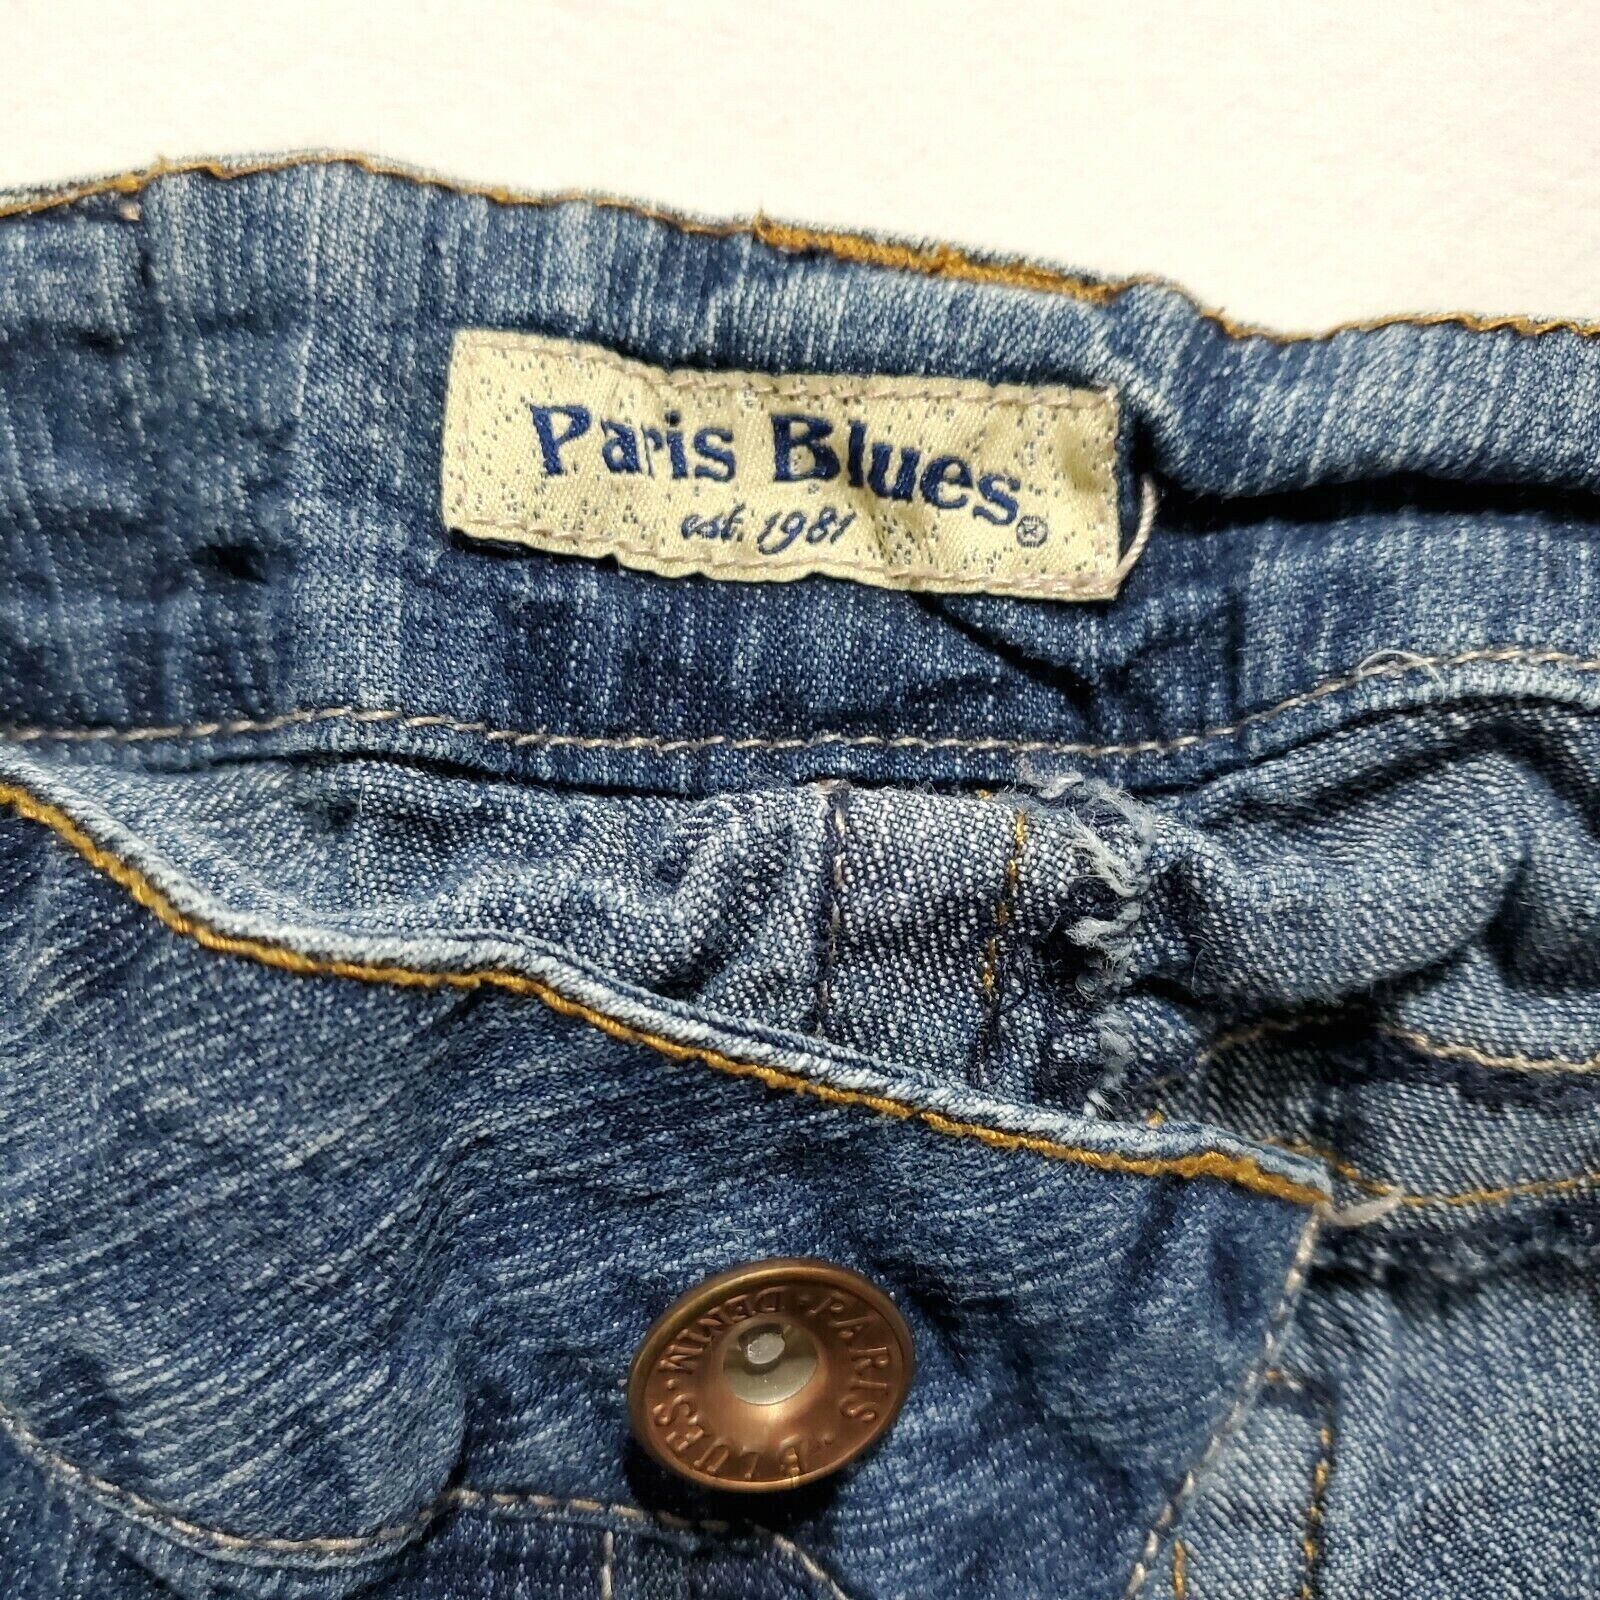 Paris Blues®
est. 1981
PARIS BLUES · DENIM ·